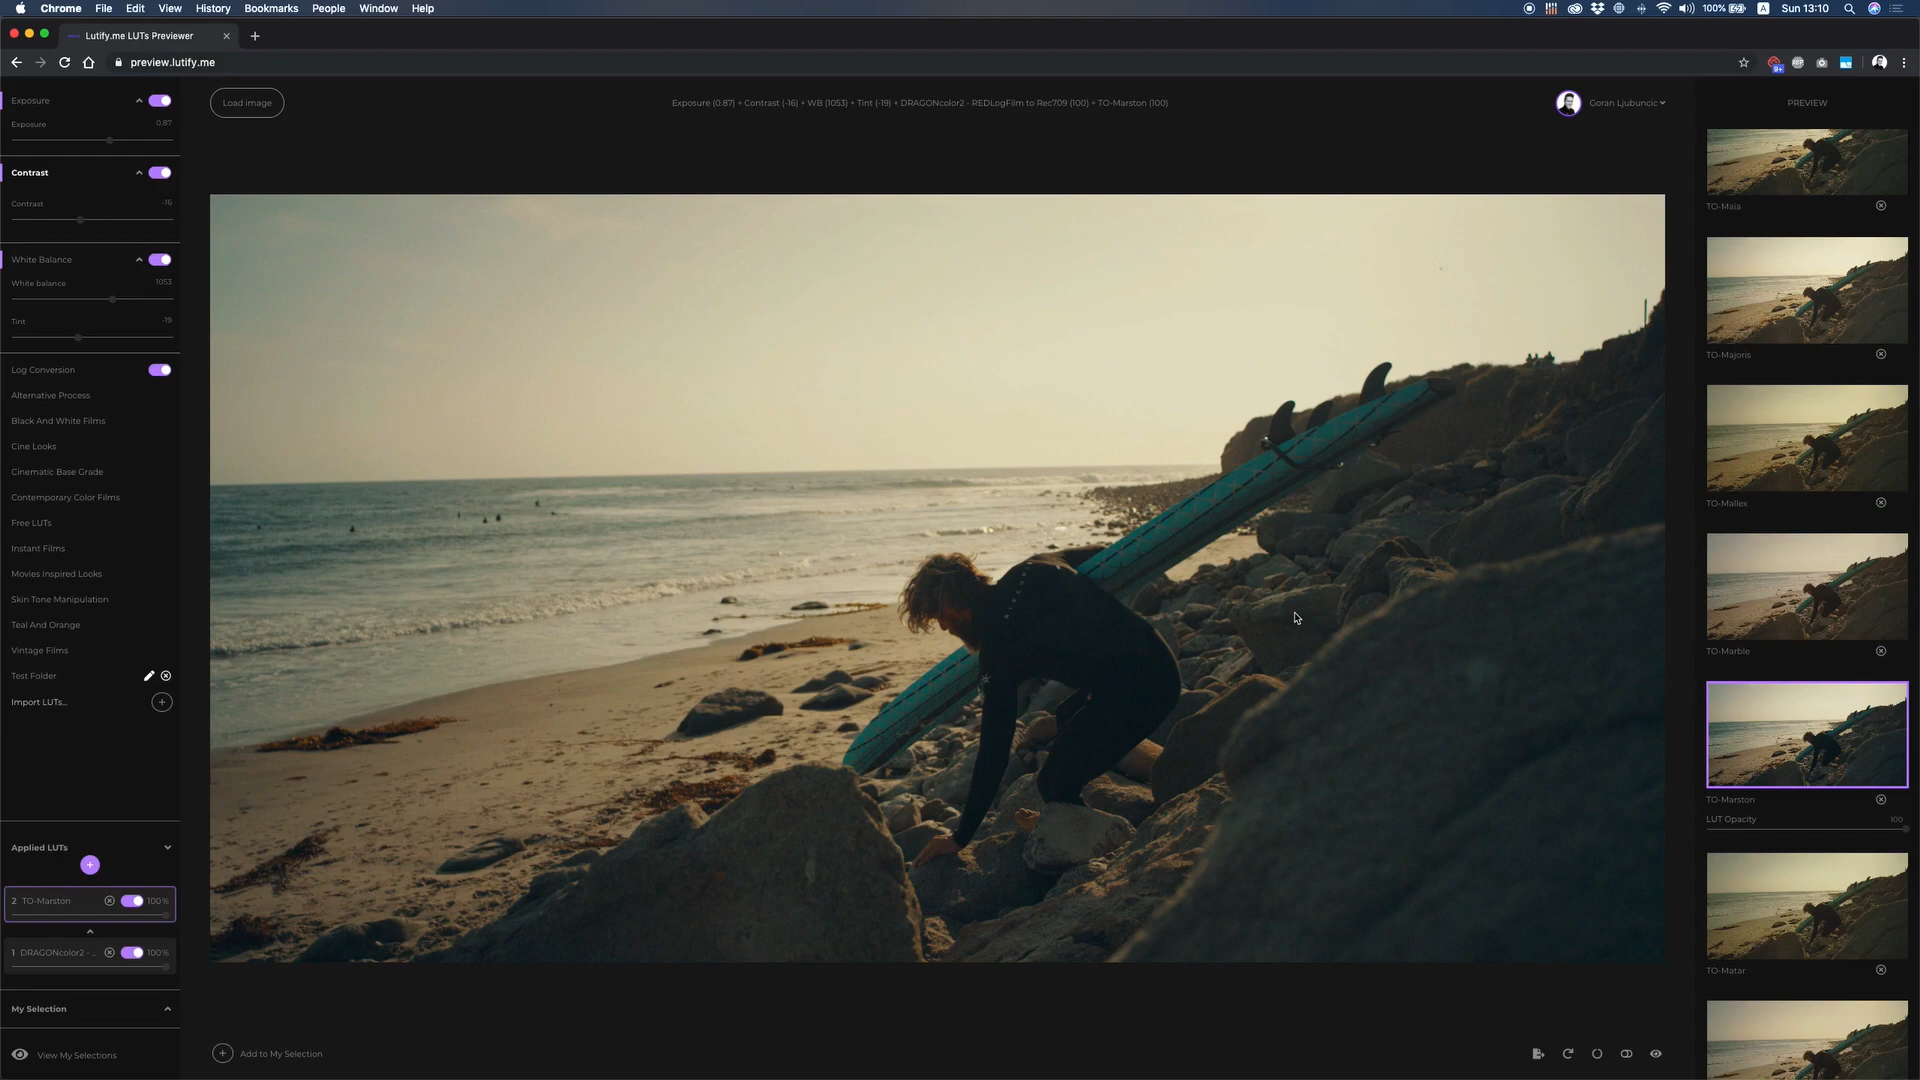 Chrome File Edit View History Bookmarks People Window Help
100% A Sun 13:10
Lutify.me LUTs Previewer
preview.lutify.me
9+ ABP
Exposure
Exposure 0.87
Contrast
Contrast -16
White Balance
White balance 1053
Tint -19
Log Conversion
Alternative Process
Black And White Films
Cine Looks
Cinematic Base Grade
Contemporary Color Films
Free LUTs
Instant Films
Movies Inspired Looks
Skin Tone Manipulation
Teal And Orange
Vintage Films
Test Folder
Import LUTs...
Applied LUTs
2 TO-Marston 100%
1 DRAGONcolor2 - ... 100%
My Selection
View My Selections
Load image
Exposure (0.87) + Contrast (-16) + WB (1053) + Tint (-19) + DRAGONcolor2 - REDLogFilm to Rec709 (100) + TO-Marston (100)
Goran Ljubuncic
Add to My Selection
PREVIEW
TO-Maia
TO-Majoris
TO-Mallex
TO-Marble
TO-Marston
LUT Opacity 100
TO-Matar